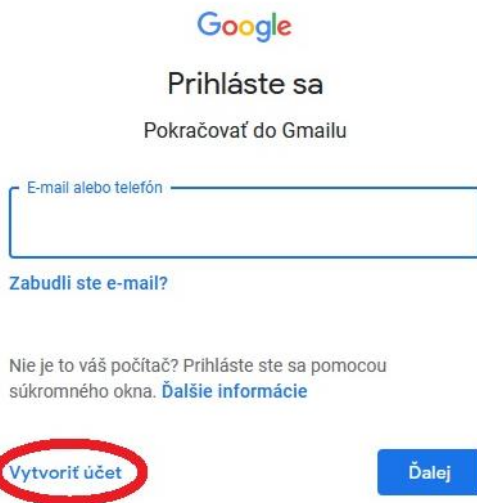 Google
Prihláste sa
Pokračovať do Gmailu
E-mail alebo telefón
Zabudli ste e-mail?
Nie je to váš počítač? Prihláste ste sa pomocou
súkromného okna. Ďalšie informácie
Vytvoriť účet
Ďalej